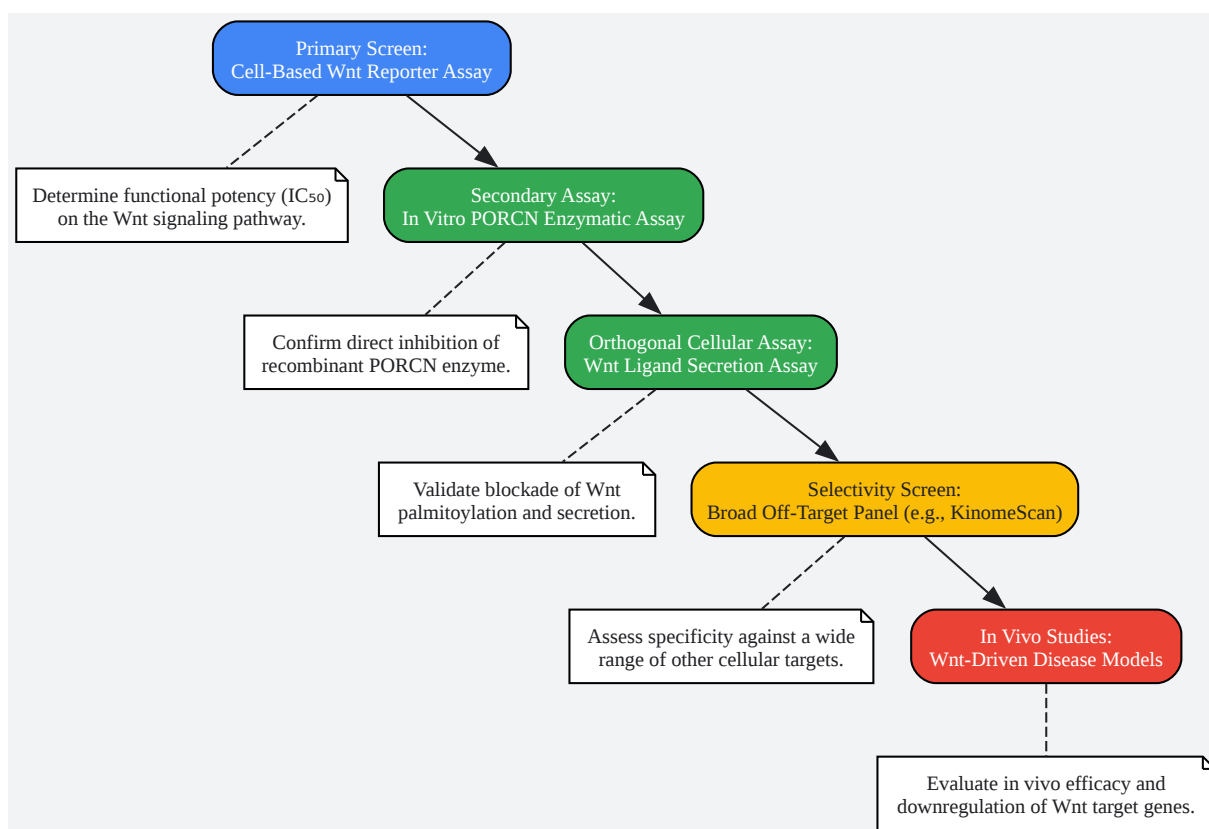 Primary Screen:
Cell-Based Wnt Reporter Assay
Determine functional potency (IC₅₀)
on the Wnt signaling pathway.
Secondary Assay:
In Vitro PORCN Enzymatic Assay
Confirm direct inhibition of
recombinant PORCN enzyme.
Orthogonal Cellular Assay:
Wnt Ligand Secretion Assay
Validate blockade of Wnt
palmitoylation and secretion.
Selectivity Screen:
Broad Off-Target Panel (e.g., KinomeScan)
Assess specificity against a wide
range of other cellular targets.
In Vivo Studies:
Wnt-Driven Disease Models
Evaluate in vivo efficacy and
downregulation of Wnt target genes.